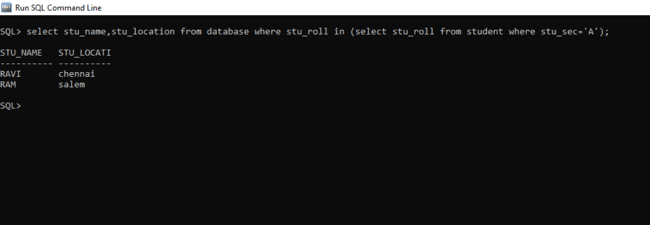 Run SQL Command Line
SQL> select stu_name,stu_location from database where stu_roll in (select stu_roll from student where stu_sec='A');
STU_NAME   STU_LOCATI
---------- ----------
RAVI       chennai
RAM        salem
SQL>